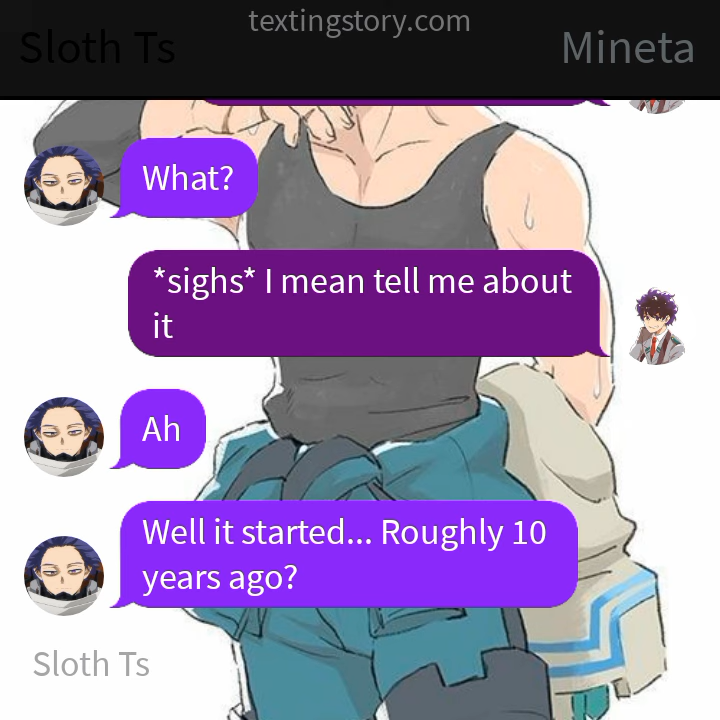 textingstory.com
Sloth Ts
Mineta
What?
*sighs* I mean tell me about
it
Ah
Well it started... Roughly 10
years ago?
Sloth Ts